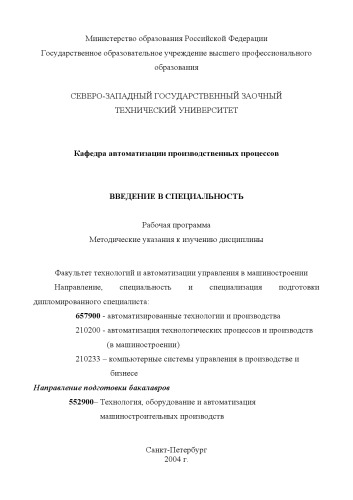 Министерство образования Российской Федерации
Государственное образовательное учреждение высшего профессионального
образования
СЕВЕРО-ЗАПАДНЫЙ ГОСУДАРСТВЕННЫЙ ЗАОЧНЫЙ
ТЕХНИЧЕСКИЙ УНИВЕРСИТЕТ
Кафедра автоматизации производственных процессов
ВВЕДЕНИЕ В СПЕЦИАЛЬНОСТЬ
Рабочая программа
Методические указания к изучению дисциплины
Факультет технологий и автоматизации управления в машиностроении
Направление, специальность и специализация подготовки
дипломированного специалиста:
657900 - автоматизированные технологии и производства
210200 - автоматизация технологических процессов и производств
(в машиностроении)
210233 – компьютерные системы управления в производстве и
бизнесе
Направление подготовки бакалавров
552900– Технология, оборудование и автоматизация
машиностроительных производств
Санкт-Петербург
2004 г.